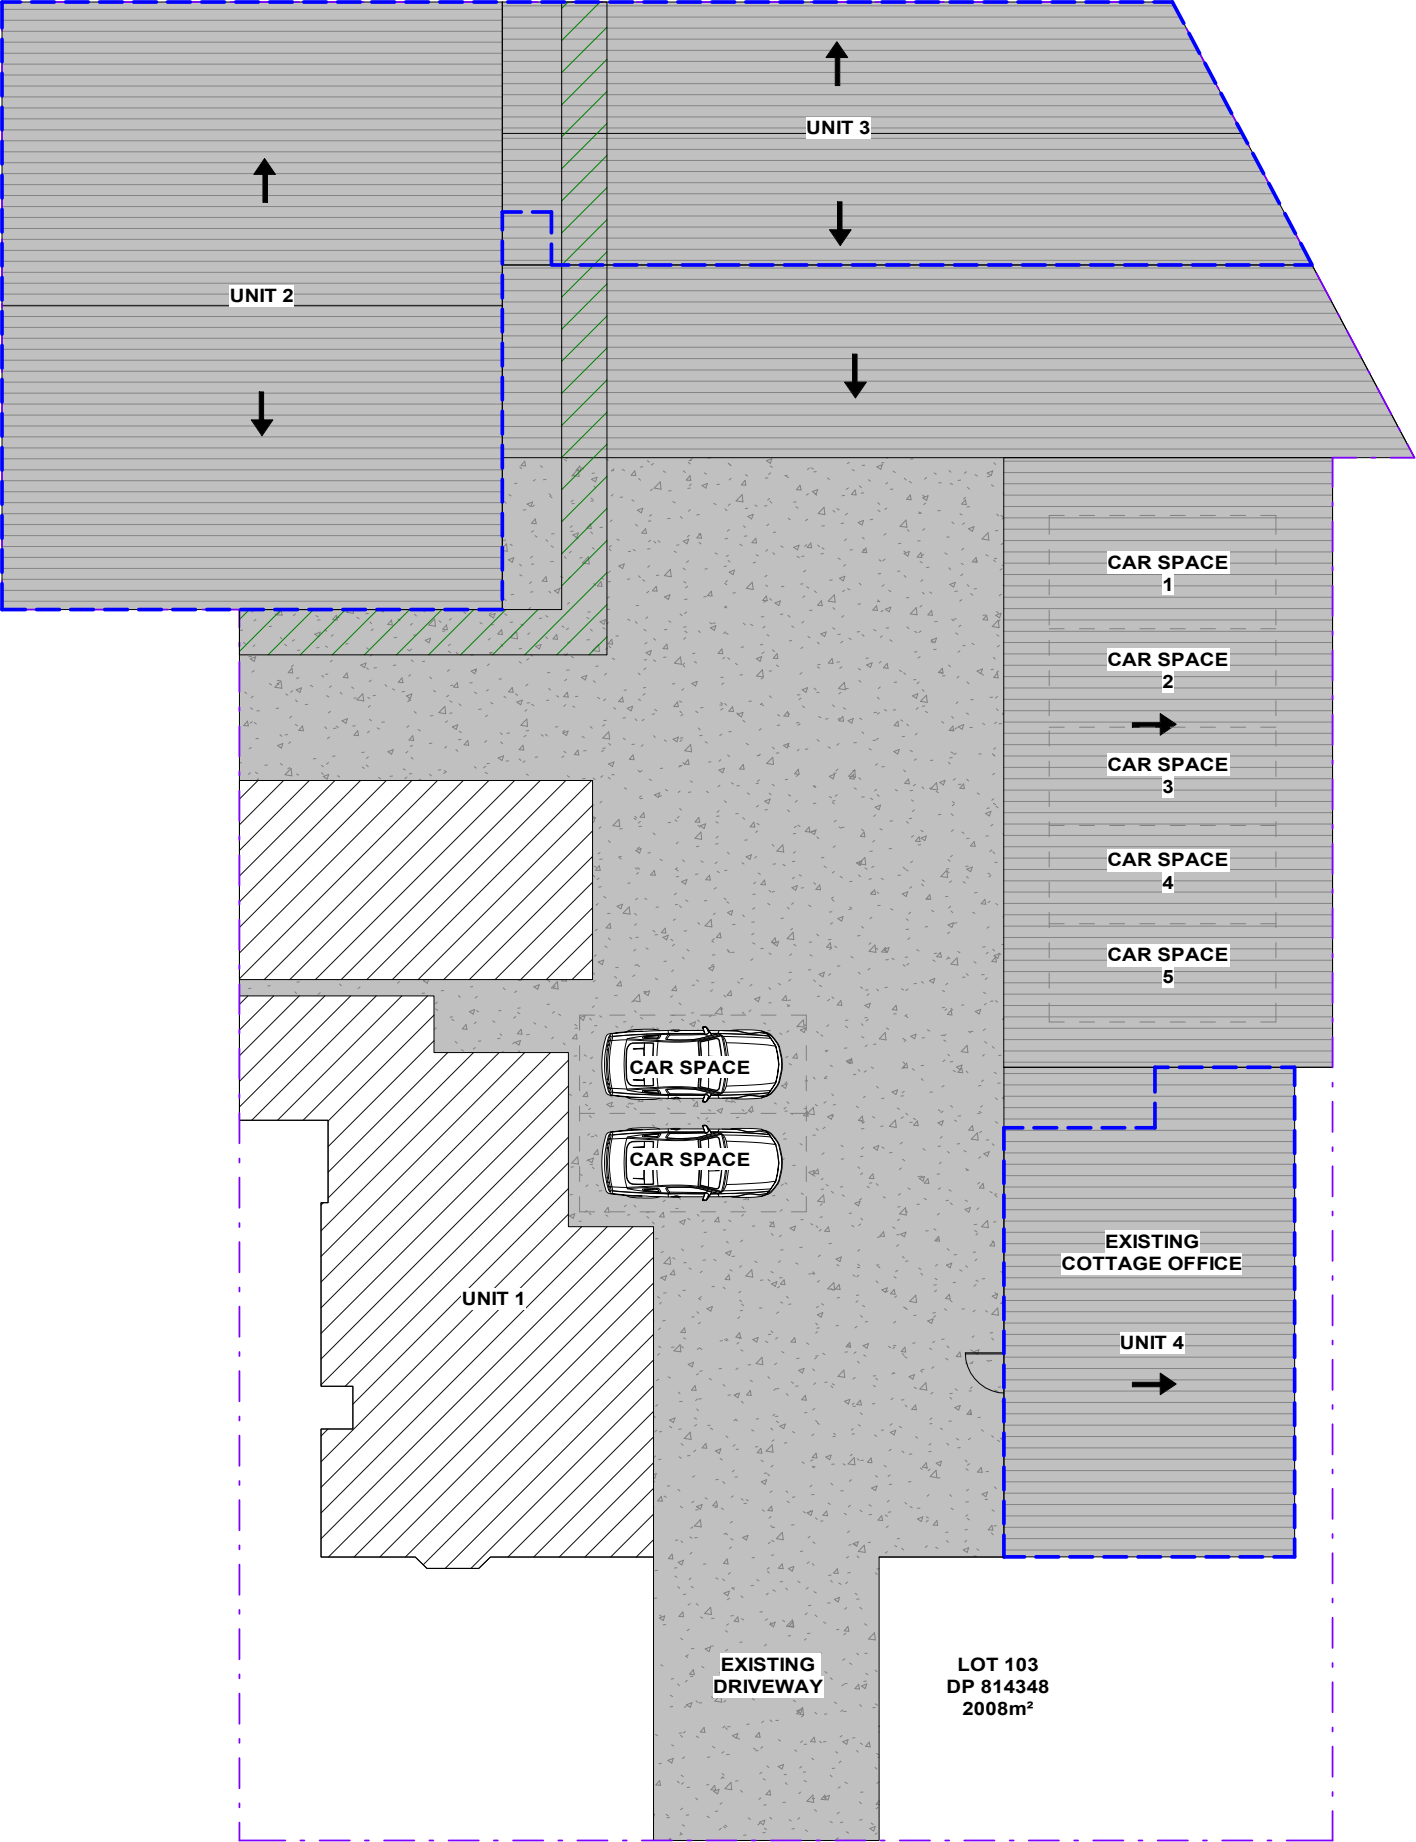 UNIT 3
UNIT 2
CAR SPACE
1
CAR SPACE
2
CAR SPACE
3
CAR SPACE
4
CAR SPACE
5
CAR SPACE
CAR SPACE
EXISTING
COTTAGE OFFICE
UNIT 1
UNIT 4
EXISTING
DRIVEWAY
LOT 103
DP 814348
2008m²